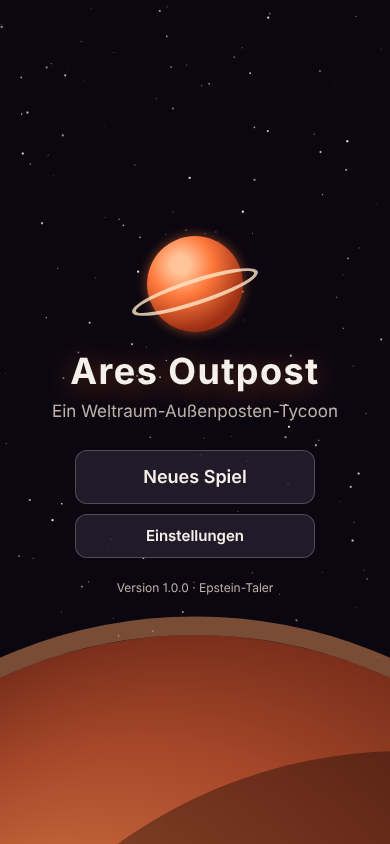 Ares Outpost
Ein Weltraum-Außenposten-Tycoon
Neues Spiel
Einstellungen
Version 1.0.0 · Epstein-Taler